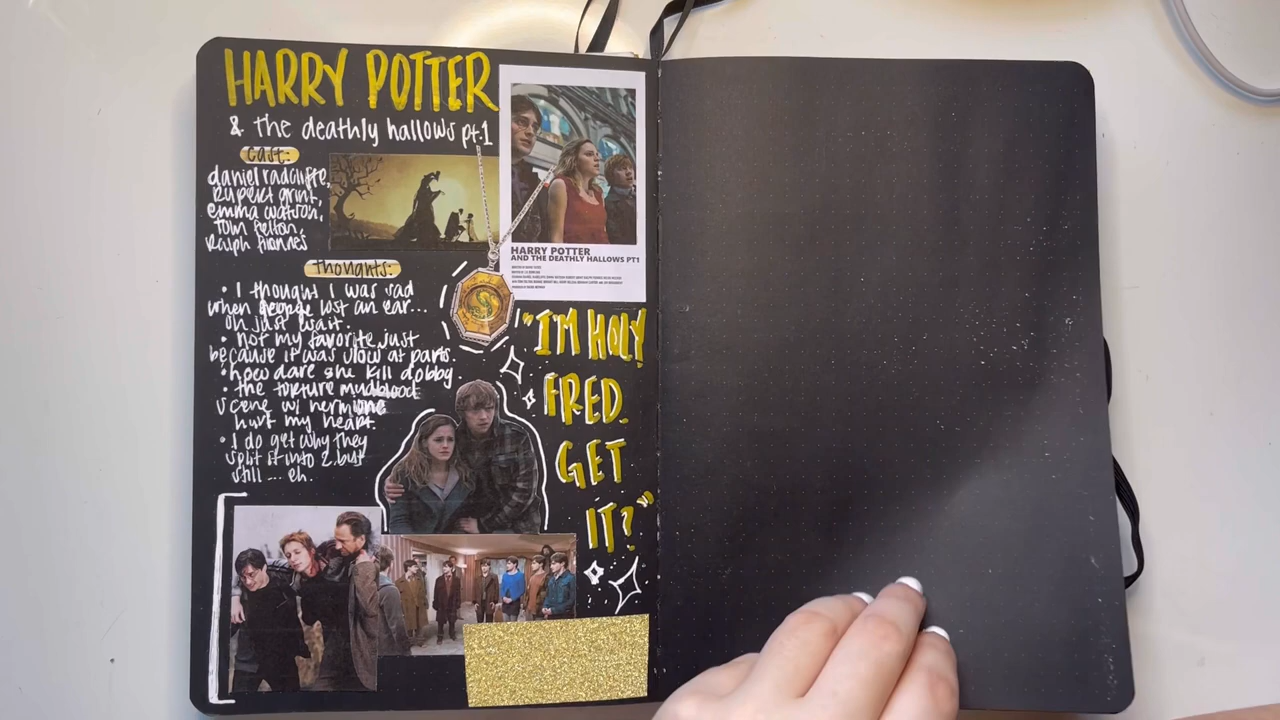 HARRY POTTER
& the deathly hallows pt.1
cast:
daniel radcliffe,
rupert grint,
emma watson,
tom felton,
ralph fiennes
HARRY POTTER
AND THE DEATHLY HALLOWS PT1
thoughts:
• I thought I was sad
when george lost an ear...
oh just wait.
• not my favorite just
because it was slow at parts.
• how dare she kill dobby.
• the torture mudblood
scene w/ hermione
hurt my heart.
• I do get why they
split it into 2 but
still... eh.
"I'M HOLY
FRED.
GET
IT?"